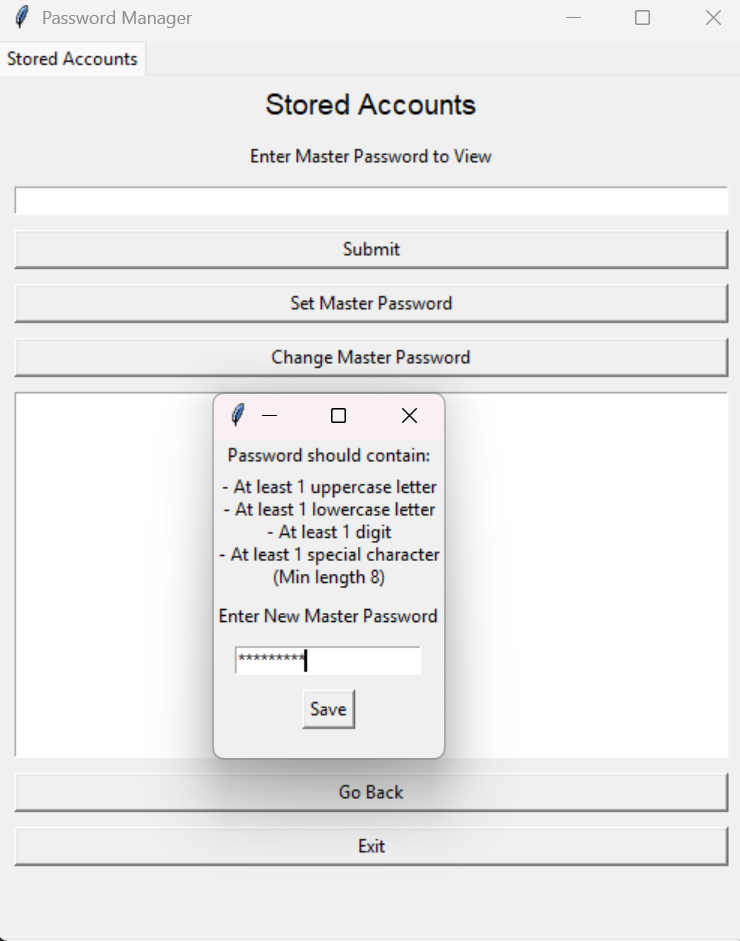 Password Manager
Stored Accounts
Stored Accounts
Enter Master Password to View
Submit
Set Master Password
Change Master Password
Password should contain:
- At least 1 uppercase letter
- At least 1 lowercase letter
- At least 1 digit
- At least 1 special character
(Min length 8)
Enter New Master Password
*********
Save
Go Back
Exit